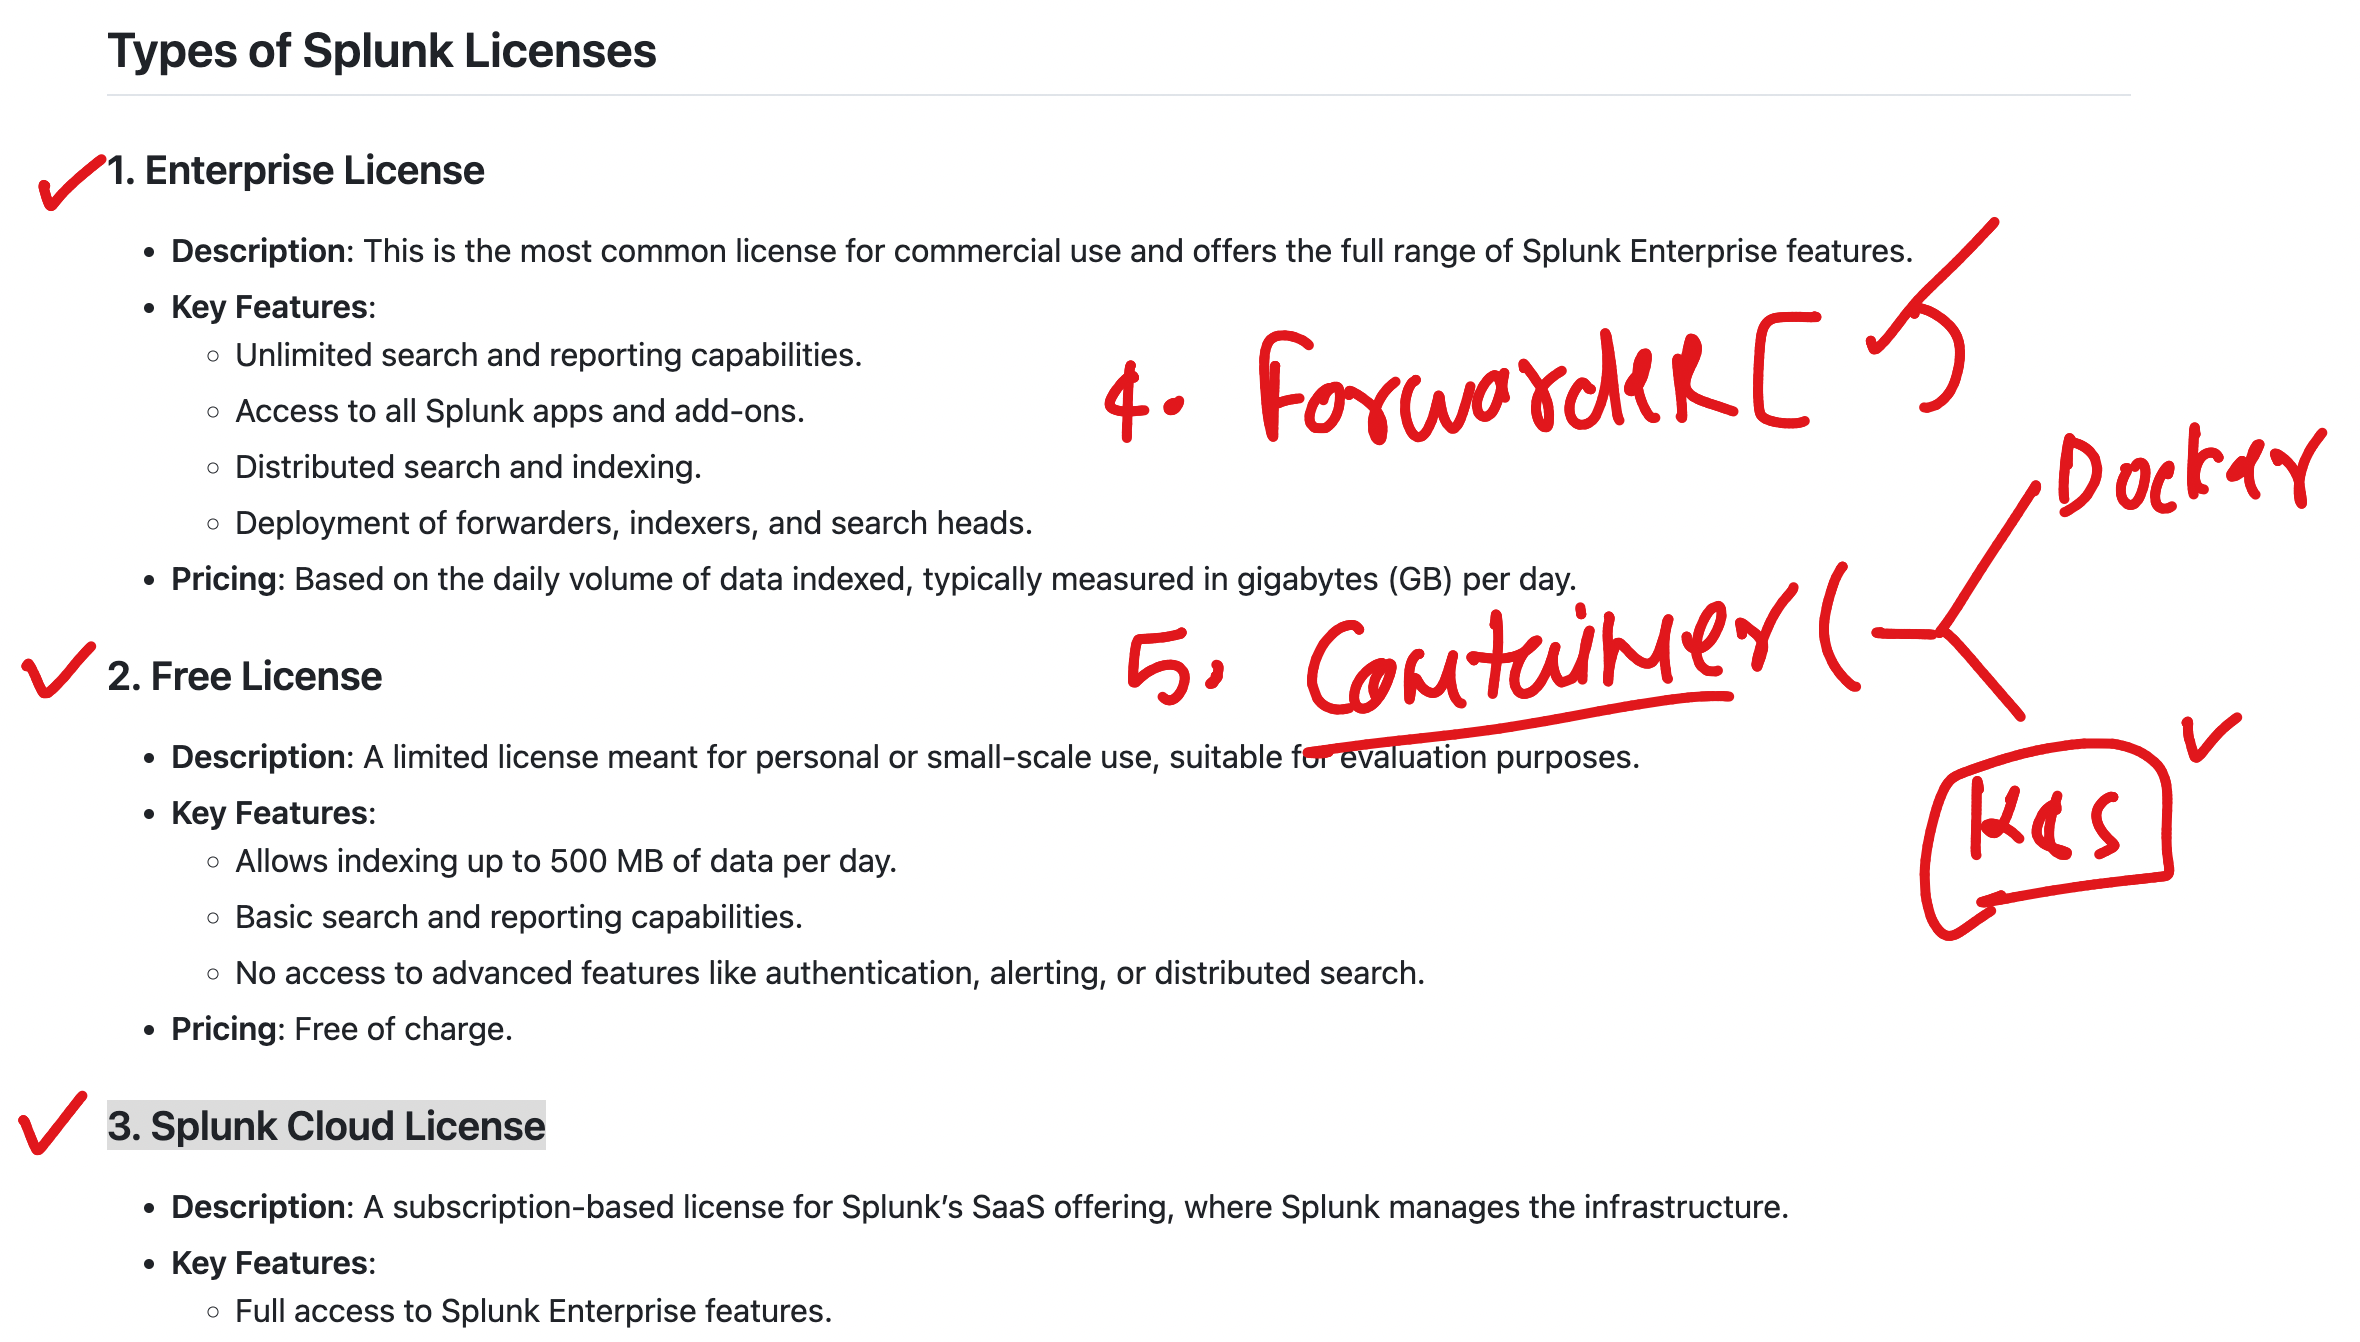 Types of Splunk Licenses
1. Enterprise License
• Description: This is the most common license for commercial use and offers the full range of Splunk Enterprise features.
• Key Features:
◦ Unlimited search and reporting capabilities.
◦ Access to all Splunk apps and add-ons.
4. Forwarder [ )
◦ Distributed search and indexing.
Docker
◦ Deployment of forwarders, indexers, and search heads.
• Pricing: Based on the daily volume of data indexed, typically measured in gigabytes (GB) per day.
5. Container (
2. Free License
• Description: A limited license meant for personal or small-scale use, suitable for evaluation purposes.
• Key Features:
K8s
◦ Allows indexing up to 500 MB of data per day.
◦ Basic search and reporting capabilities.
◦ No access to advanced features like authentication, alerting, or distributed search.
• Pricing: Free of charge.
3. Splunk Cloud License
• Description: A subscription-based license for Splunk’s SaaS offering, where Splunk manages the infrastructure.
• Key Features:
◦ Full access to Splunk Enterprise features.